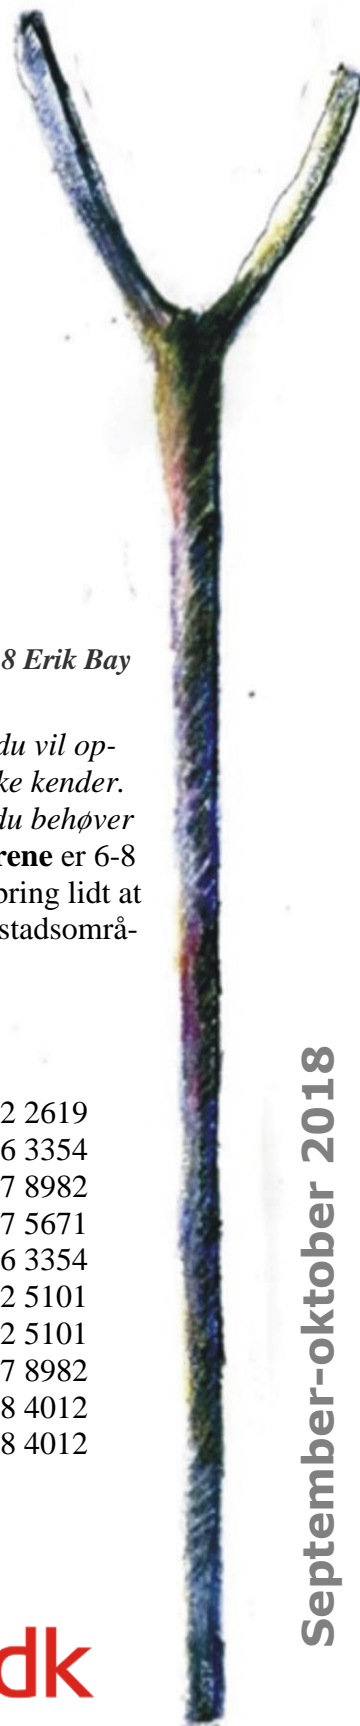 8 Erik Bay
du vil op-
ke kender.
du behøver
rene er 6-8
bring lidt at
stadsområ-
2 2619
6 3354
7 8982
7 5671
6 3354
2 5101
2 5101
7 8982
8 4012
8 4012
dk
September-oktober 2018